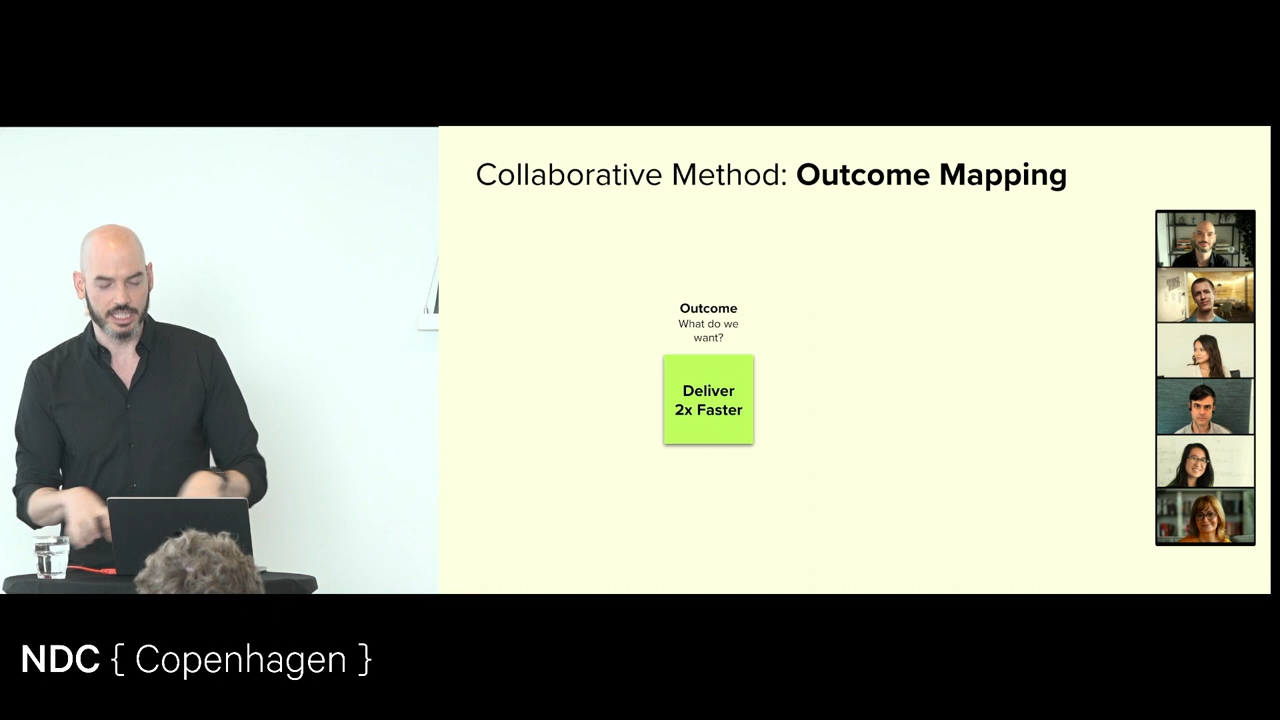 Collaborative Method: Outcome Mapping
Outcome
What do we
want?
Deliver
2x Faster
NDC { Copenhagen }